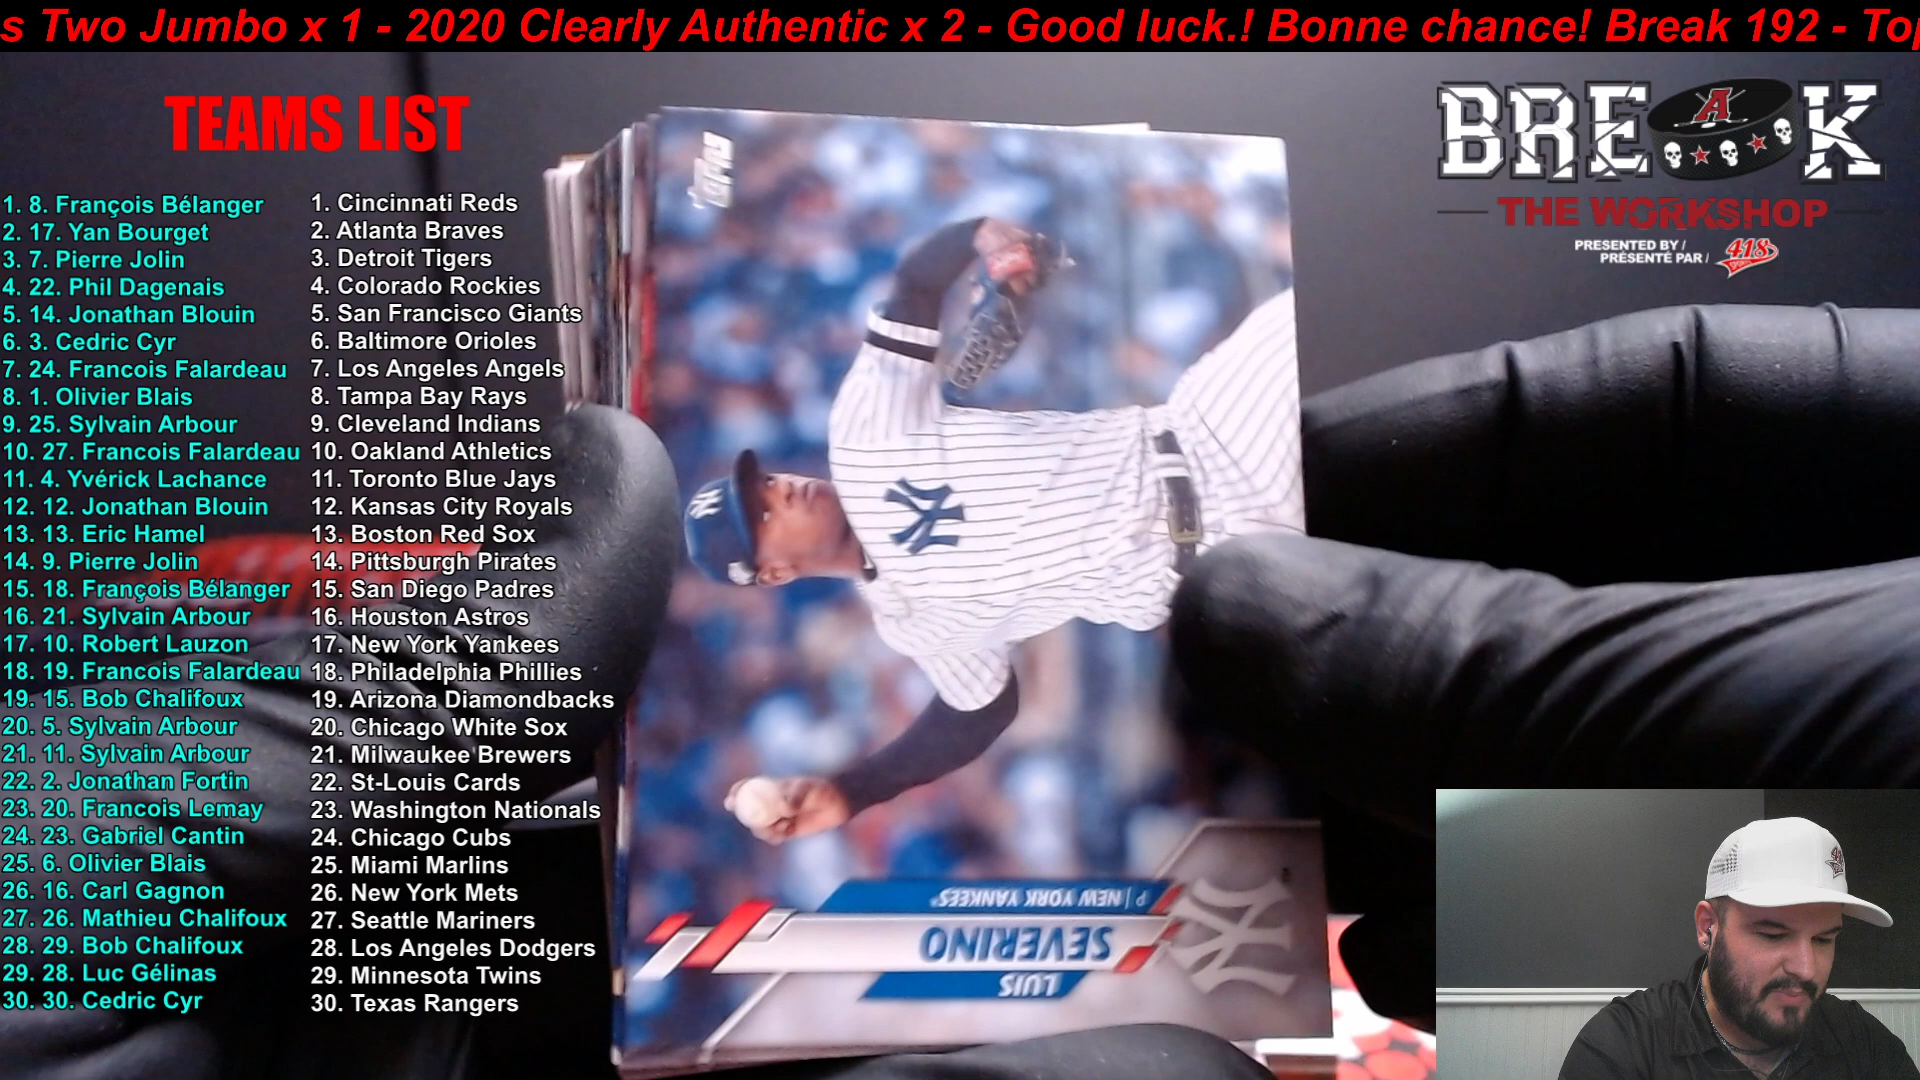 s Two Jumbo x 1 - 2020 Clearly Authentic x 2 - Good luck.! Bonne chance! Break 192 - Top
TEAMS LIST
1. 8. François Bélanger
2. 17. Yan Bourget
3. 7. Pierre Jolin
4. 22. Phil Dagenais
5. 14. Jonathan Blouin
6. 3. Cedric Cyr
7. 24. Francois Falardeau
8. 1. Olivier Blais
9. 25. Sylvain Arbour
10. 27. Francois Falardeau
11. 4. Yvérick Lachance
12. 12. Jonathan Blouin
13. 13. Eric Hamel
14. 9. Pierre Jolin
15. 18. François Bélanger
16. 21. Sylvain Arbour
17. 10. Robert Lauzon
18. 19. Francois Falardeau
19. 15. Bob Chalifoux
20. 5. Sylvain Arbour
21. 11. Sylvain Arbour
22. 2. Jonathan Fortin
23. 20. Francois Lemay
24. 23. Gabriel Cantin
25. 6. Olivier Blais
26. 16. Carl Gagnon
27. 26. Mathieu Chalifoux
28. 29. Bob Chalifoux
29. 28. Luc Gélinas
30. 30. Cedric Cyr
1. Cincinnati Reds
2. Atlanta Braves
3. Detroit Tigers
4. Colorado Rockies
5. San Francisco Giants
6. Baltimore Orioles
7. Los Angeles Angels
8. Tampa Bay Rays
9. Cleveland Indians
10. Oakland Athletics
11. Toronto Blue Jays
12. Kansas City Royals
13. Boston Red Sox
14. Pittsburgh Pirates
15. San Diego Padres
16. Houston Astros
17. New York Yankees
18. Philadelphia Phillies
19. Arizona Diamondbacks
20. Chicago White Sox
21. Milwaukee Brewers
22. St-Louis Cards
23. Washington Nationals
24. Chicago Cubs
25. Miami Marlins
26. New York Mets
27. Seattle Mariners
28. Los Angeles Dodgers
29. Minnesota Twins
30. Texas Rangers
Topps
NY
NY
LUIS
SEVERINO
P | NEW YORK YANKEES
NY
BREAK
THE WORKSHOP
PRESENTED BY /
PRÉSENTÉ PAR /
418